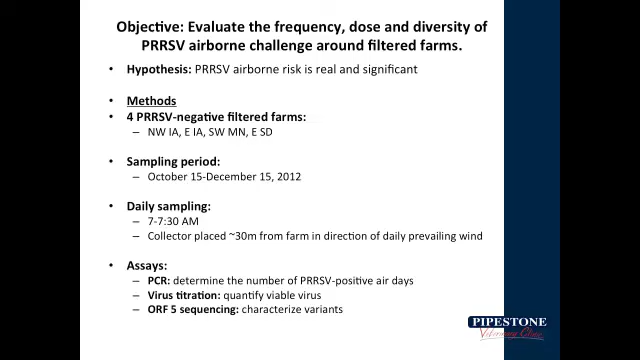 Objective: Evaluate the frequency, dose and diversity of
PRRSV airborne challenge around filtered farms.
• Hypothesis: PRRSV airborne risk is real and significant
• Methods
• 4 PRRSV-negative filtered farms:
– NW IA, E IA, SW MN, E SD
• Sampling period:
– October 15-December 15, 2012
• Daily sampling:
– 7-7:30 AM
– Collector placed ~30m from farm in direction of daily prevailing wind
• Assays:
– PCR: determine the number of PRRSV-positive air days
– Virus titration: quantify viable virus
– ORF 5 sequencing: characterize variants
PIPESTONE
Veterinary Clinic